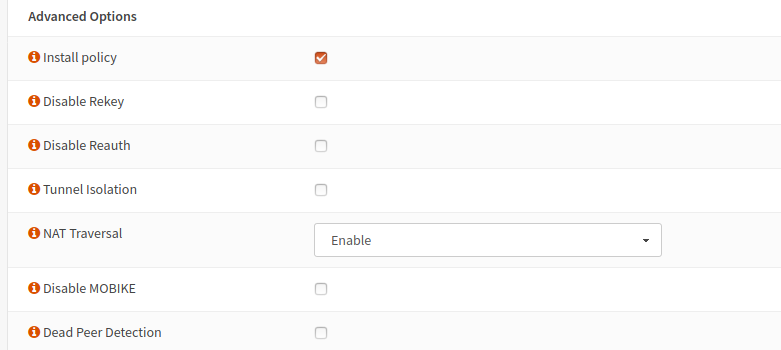 Advanced Options
Install policy
Disable Rekey
Disable Reauth
Tunnel Isolation
NAT Traversal
Enable
Disable MOBIKE
Dead Peer Detection